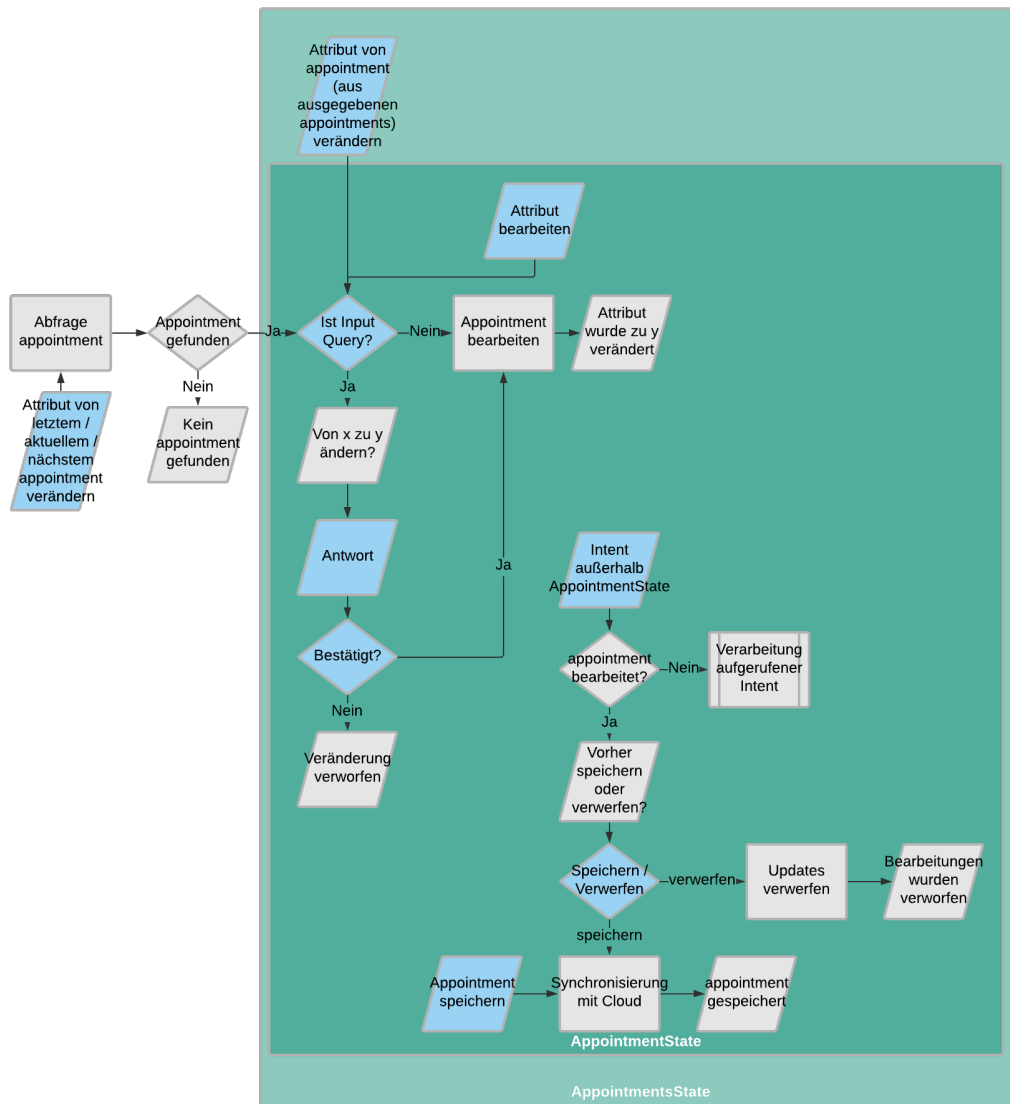 Attribut von
appointment
(aus
ausgegebenen
appointments)
verändern
Attribut
bearbeiten
Abfrage
appointment
Appointment
gefunden
Ja
Ist Input
Query?
Nein
Appointment
bearbeiten
Attribut
wurde zu y
verändert
Nein
Ja
Attribut von
letztem /
aktuellem /
nächstem
appointment
verändern
Kein
appointment
gefunden
Von x zu y
ändern?
Antwort
Ja
Intent
außerhalb
AppointmentState
Bestätigt?
appointment
bearbeitet?
Nein
Verarbeitung
aufgerufener
Intent
Nein
Ja
Veränderung
verworfen
Vorher
speichern
oder
verwerfen?
Speichern /
Verwerfen
verwerfen
Updates
verwerfen
Bearbeitungen
wurden
verworfen
speichern
Appointment
speichern
Synchronisierung
mit Cloud
appointment
gespeichert
AppointmentState
AppointmentsState